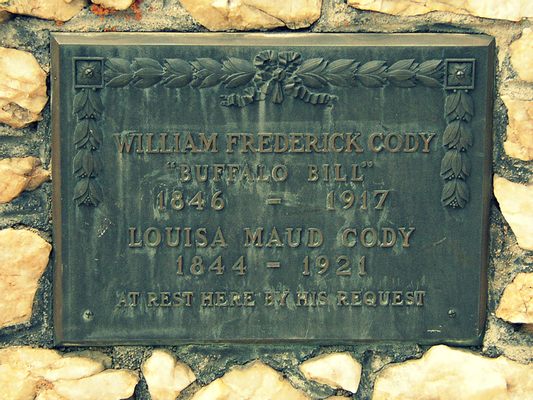 WILLIAM FREDERICK CODY
"BUFFALO BILL"
1846 - 1917
LOUISA MAUD CODY
1844 - 1921
AT REST HERE BY HIS REQUEST